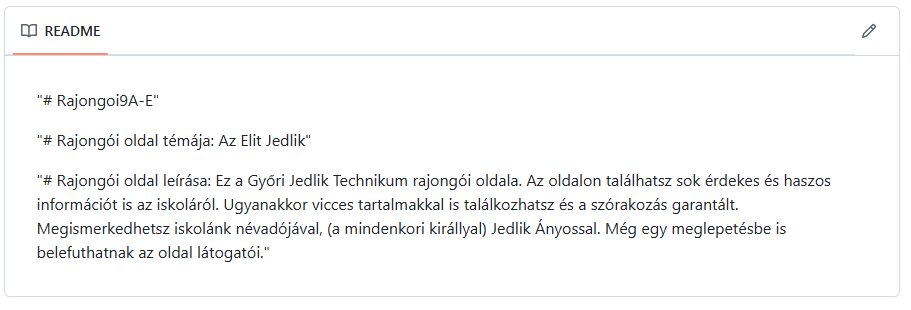 README
"# Rajongoi9A-E"
"# Rajongói oldal témája: Az Elit Jedlik"
"# Rajongói oldal leírása: Ez a Győri Jedlik Technikum rajongói oldala. Az oldalon találhatsz sok érdekes és haszos
információt is az iskoláról. Ugyanakkor vicces tartalmakkal is találkozhatsz és a szórakozás garantált.
Megismerkedhetsz iskolánk névadójával, (a mindenkori királlyal) Jedlik Ányossal. Még egy meglepetésbe is
belefuthatnak az oldal látogatói."